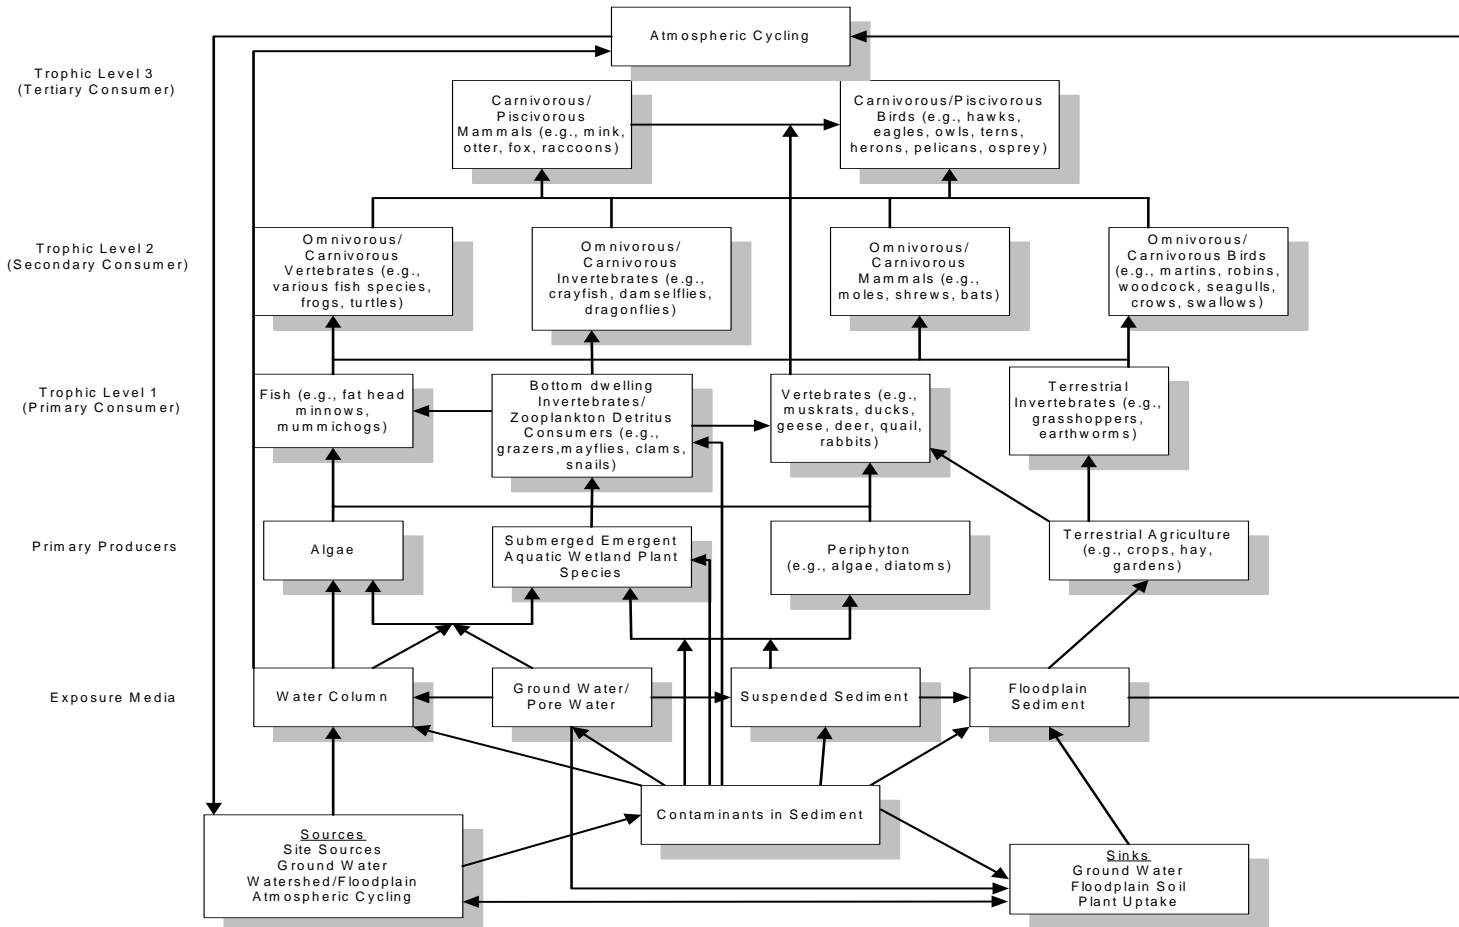 Atmospheric Cycling
Trophic Level 3
(Tertiary Consumer)
Carnivorous/
Piscivorous
Mammals (e.g., mink,
otter, fox, raccoons)
Carnivorous/Piscivorous
Birds (e.g., hawks,
eagles, owls, terns,
herons, pelicans, osprey)
Trophic Level 2
(Secondary Consumer)
Omnivorous/
Carnivorous
Vertebrates (e.g.,
various fish species,
frogs, turtles)
Omnivorous/
Carnivorous
Invertebrates (e.g.,
crayfish, damselflies,
dragonflies)
Omnivorous/
Carnivorous
Mammals (e.g.,
moles, shrews, bats)
Omnivorous/
Carnivorous Birds
(e.g., martins, robins,
woodcock, seagulls,
crows, swallows)
Trophic Level 1
(Primary Consumer)
Fish (e.g., fat head
minnows,
mummichogs)
Bottom dwelling
Invertebrates/
Zooplankton Detritus
Consumers (e.g.,
grazers,mayflies, clams,
snails)
Vertebrates (e.g.,
muskrats, ducks,
geese, deer, quail,
rabbits)
Terrestrial
Invertebrates (e.g.,
grasshoppers,
earthworms)
Primary Producers
Algae
Submerged Emergent
Aquatic Wetland Plant
Species
Periphyton
(e.g., algae, diatoms)
Terrestrial Agriculture
(e.g., crops, hay,
gardens)
Exposure Media
Water Column
Ground Water/
Pore Water
Suspended Sediment
Floodplain
Sediment
Contaminants in Sediment
Sources
Site Sources
Ground Water
Watershed/Floodplain
Atmospheric Cycling
Sinks
Ground Water
Floodplain Soil
Plant Uptake